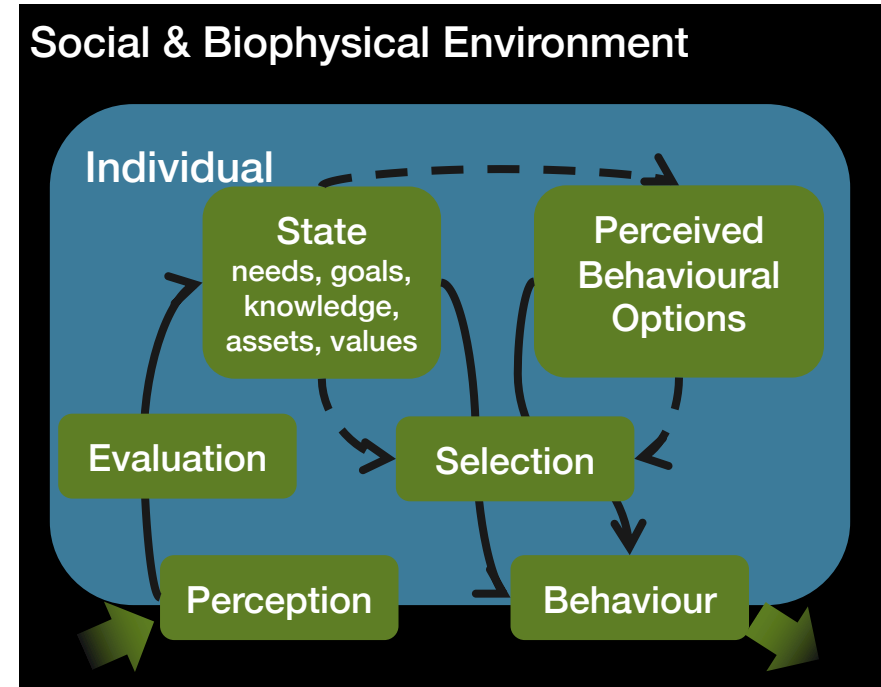 Social & Biophysical Environment
Individual
State
needs, goals,
knowledge,
assets, values
Perceived
Behavioural
Options
Evaluation
Selection
Perception
Behaviour